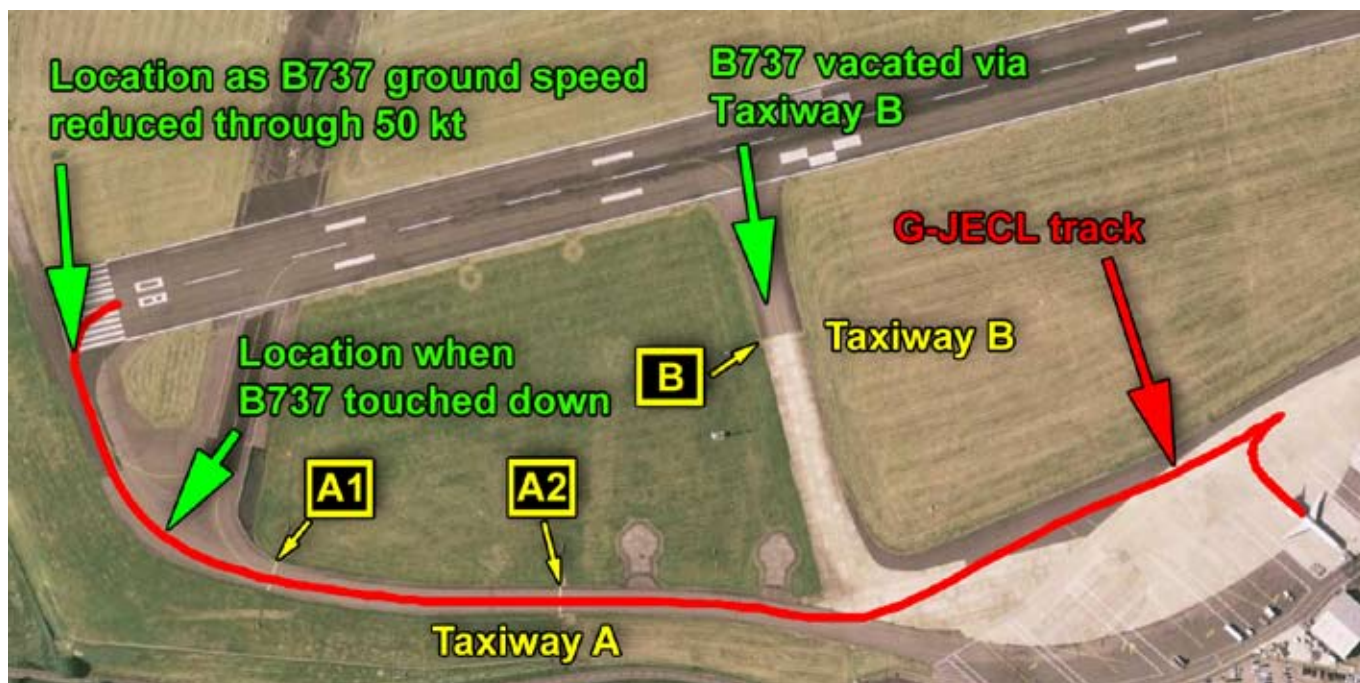 Location as B737 ground speed
reduced through 50 kt
B737 vacated via
Taxiway B
G-JECL track
08
Location when
B737 touched down
B
Taxiway B
A1
A2
Taxiway A